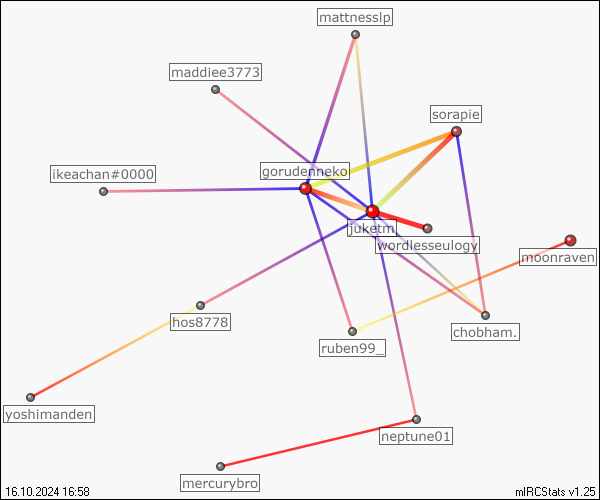 mattnesslp
maddiee3773
sorapie
ikeachan#0000
gorudenneko
juketm
wordlesseulogy
moonraven
hos8778
chobham.
ruben99_
yoshimanden
neptune01
mercurybro
16.10.2024 16:58
mIRCStats v1.25